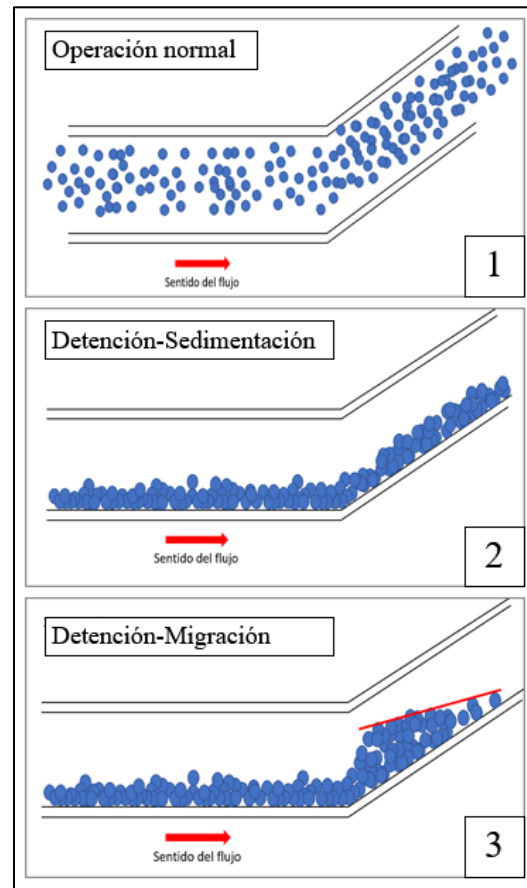 Operación normal
Sentido del flujo
1
Detención-Sedimentación
Sentido del flujo
2
Detención-Migración
Sentido del flujo
3